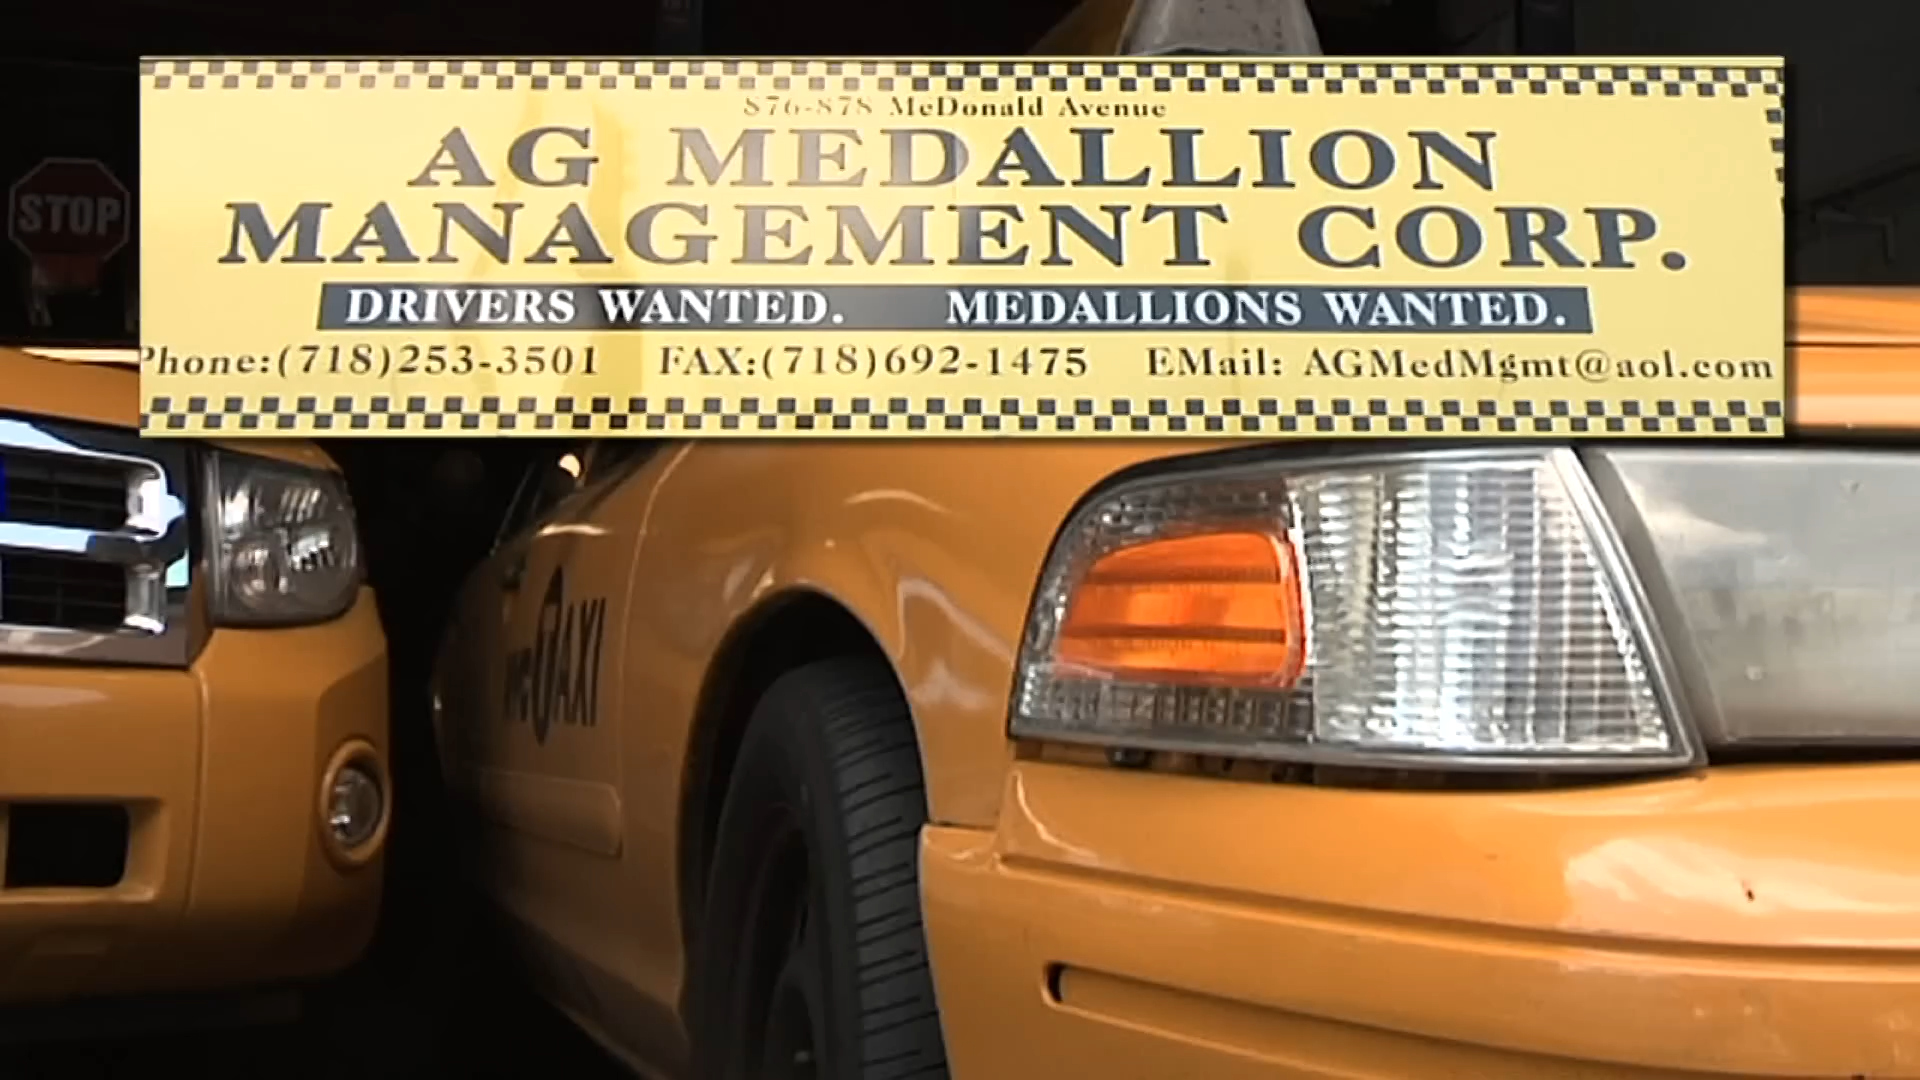 876-878 McDonald Avenue
AG MEDALLION
MANAGEMENT CORP.
DRIVERS WANTED. MEDALLIONS WANTED.
Phone:(718)253-3501 FAX:(718)692-1475 EMail: AGMedMgmt@aol.com
STOP
NYC TAXI